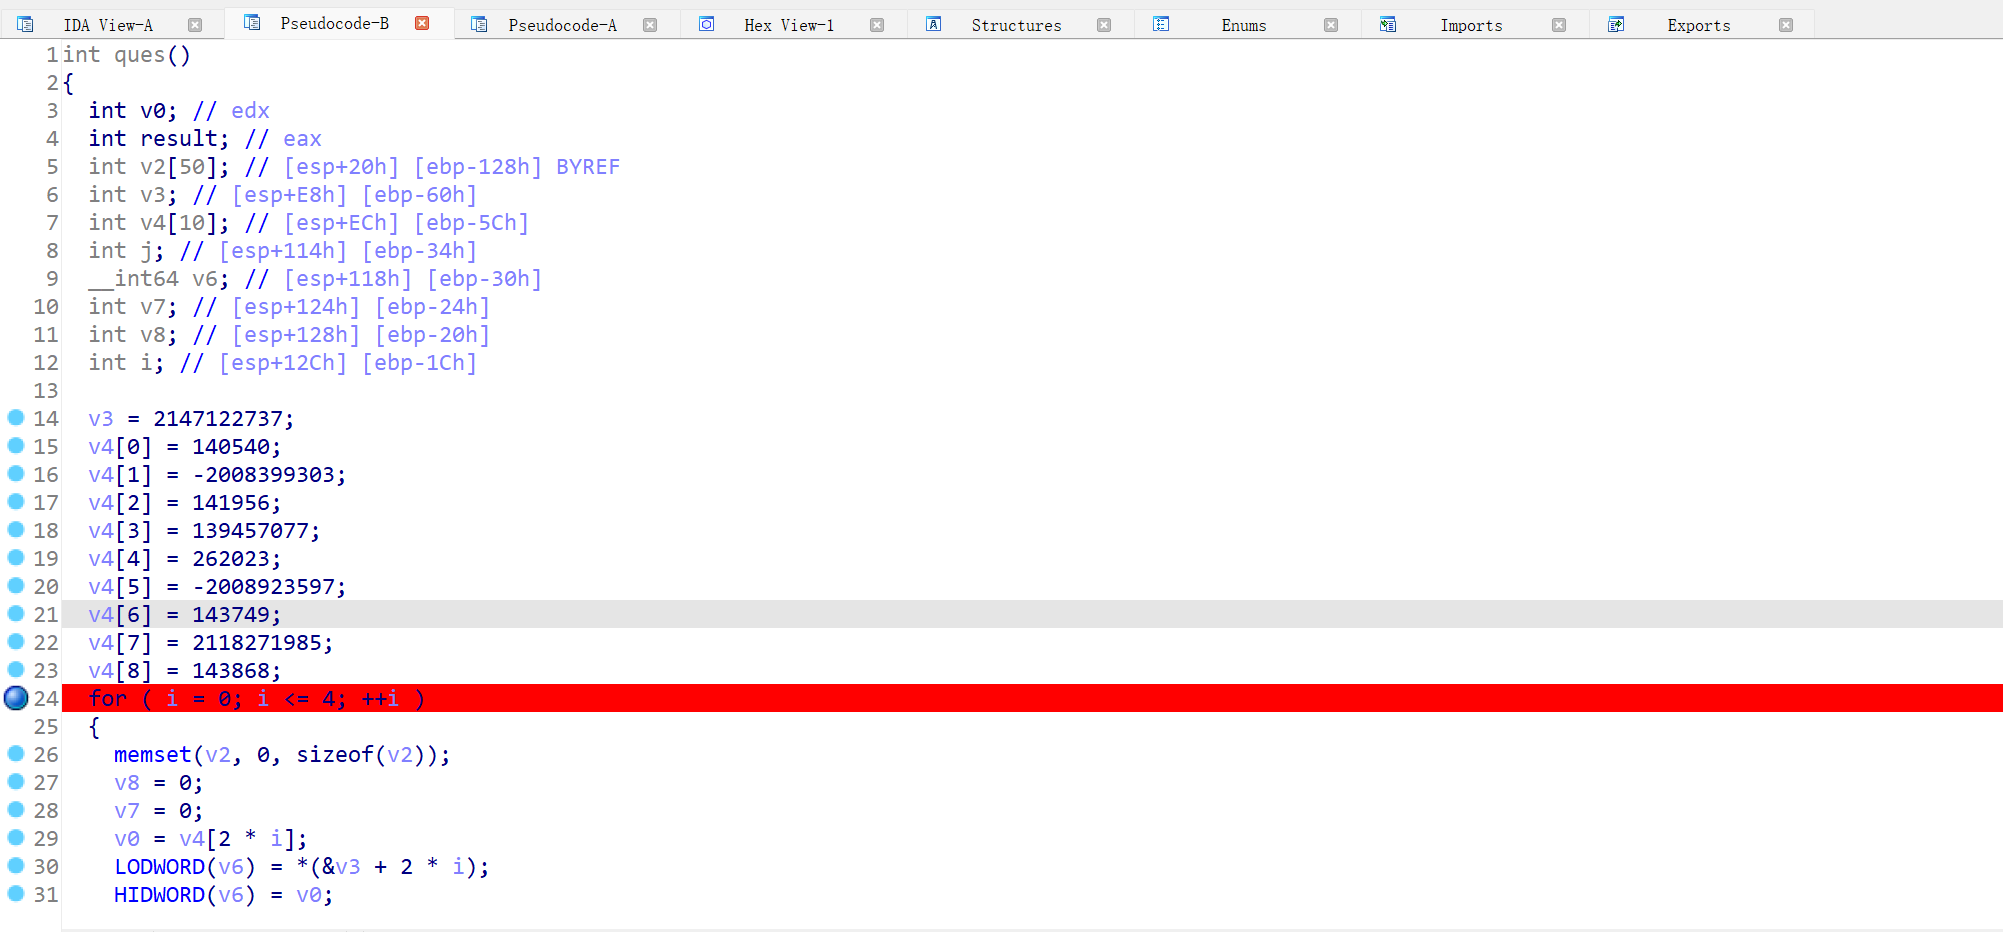 IDA View-A Pseudocode-B Pseudocode-A Hex View-1 Structures Enums Imports Exports
1 int ques()
2 {
3   int v0; // edx
4   int result; // eax
5   int v2[50]; // [esp+20h] [ebp-128h] BYREF
6   int v3; // [esp+E8h] [ebp-60h]
7   int v4[10]; // [esp+ECh] [ebp-5Ch]
8   int j; // [esp+114h] [ebp-34h]
9   __int64 v6; // [esp+118h] [ebp-30h]
10   int v7; // [esp+124h] [ebp-24h]
11   int v8; // [esp+128h] [ebp-20h]
12   int i; // [esp+12Ch] [ebp-1Ch]
13
14   v3 = 2147122737;
15   v4[0] = 140540;
16   v4[1] = -2008399303;
17   v4[2] = 141956;
18   v4[3] = 139457077;
19   v4[4] = 262023;
20   v4[5] = -2008923597;
21   v4[6] = 143749;
22   v4[7] = 2118271985;
23   v4[8] = 143868;
24   for ( i = 0; i <= 4; ++i )
25   {
26     memset(v2, 0, sizeof(v2));
27     v8 = 0;
28     v7 = 0;
29     v0 = v4[2 * i];
30     LODWORD(v6) = *(&v3 + 2 * i);
31     HIDWORD(v6) = v0;